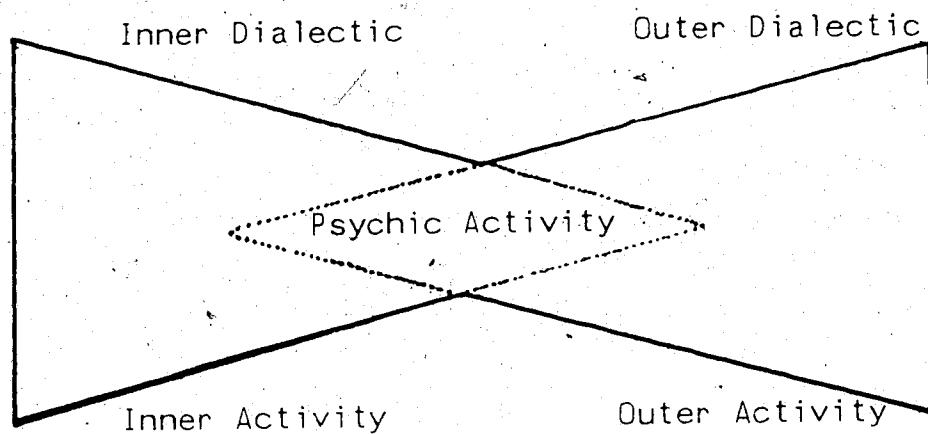 Inner Dialectic
Outer Dialectic
Psychic Activity
Inner Activity
Outer Activity